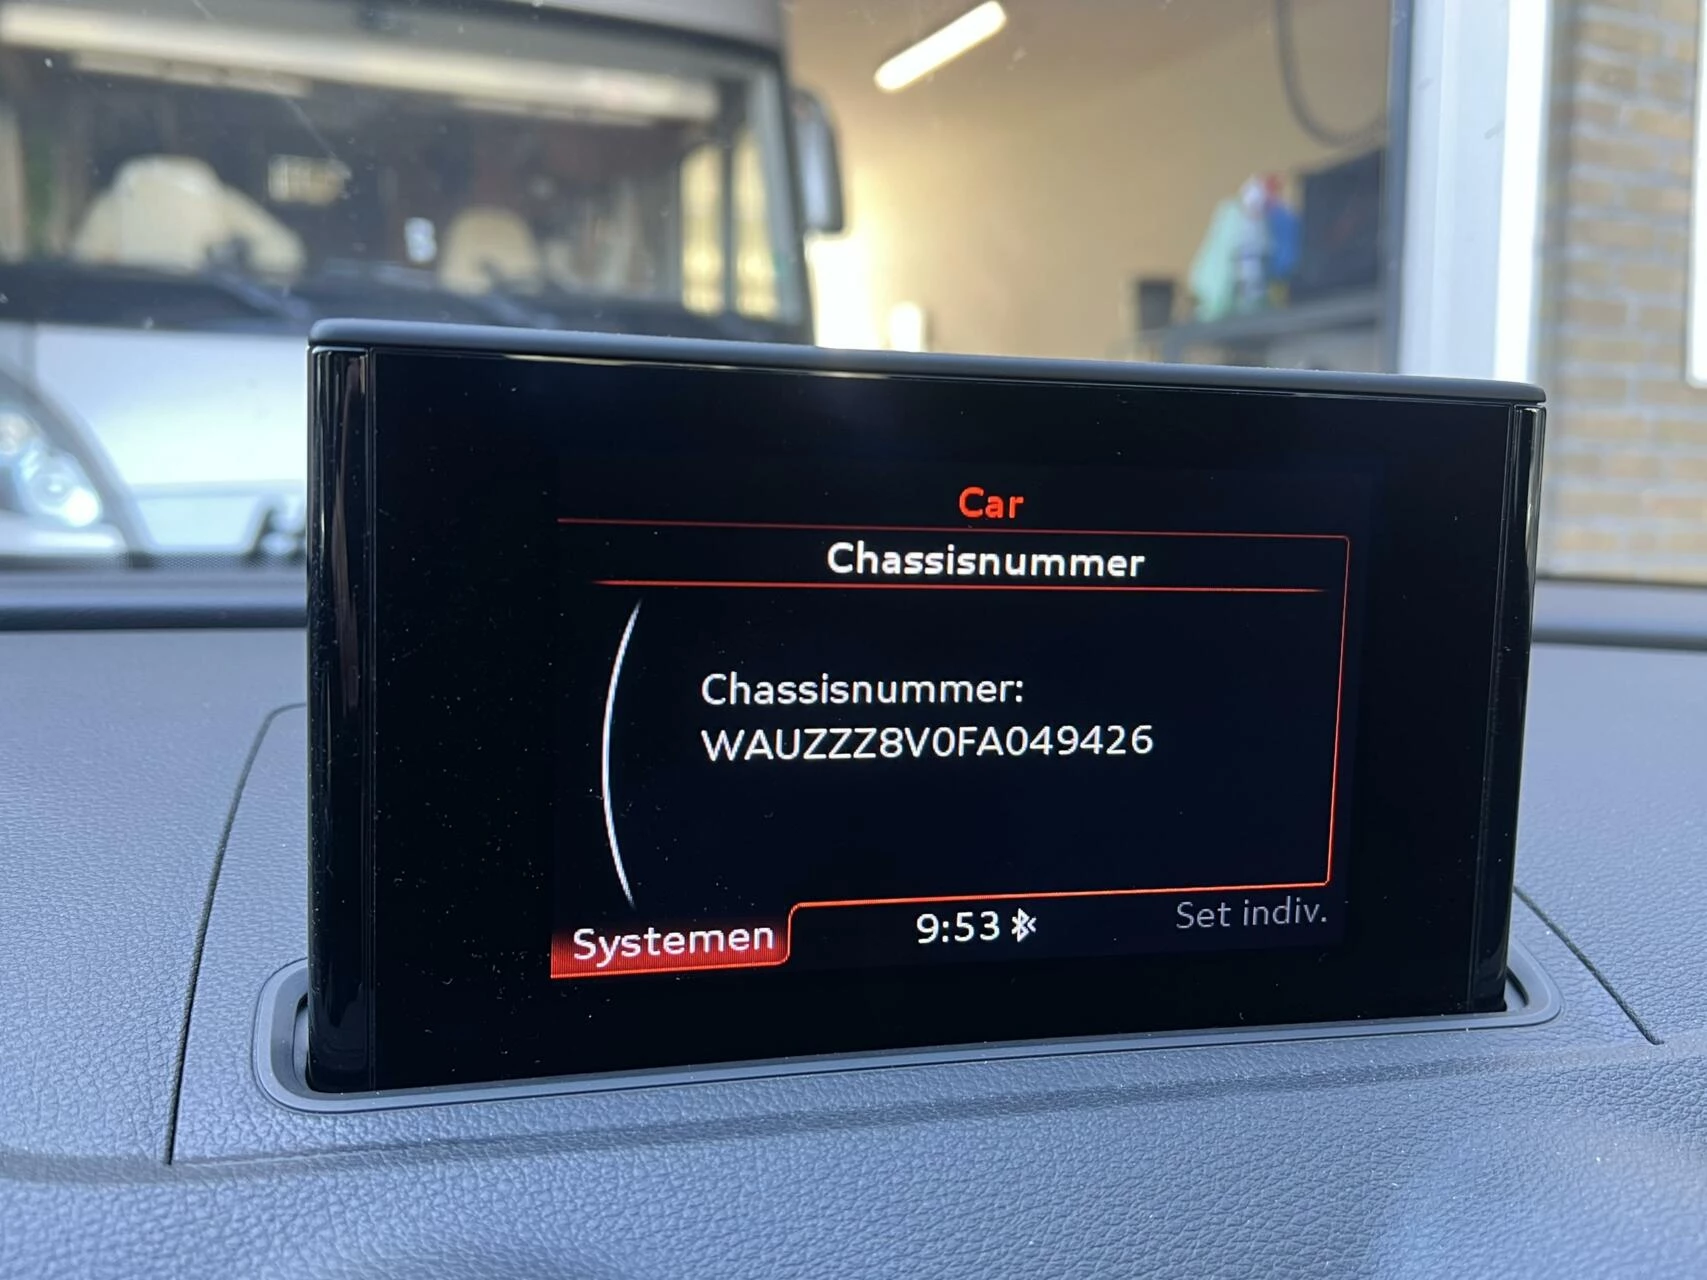 Car
Chassisnummer
Chassisnummer:
WAUZZZ8V0FA049426
Systemen
9:53
Set indiv.